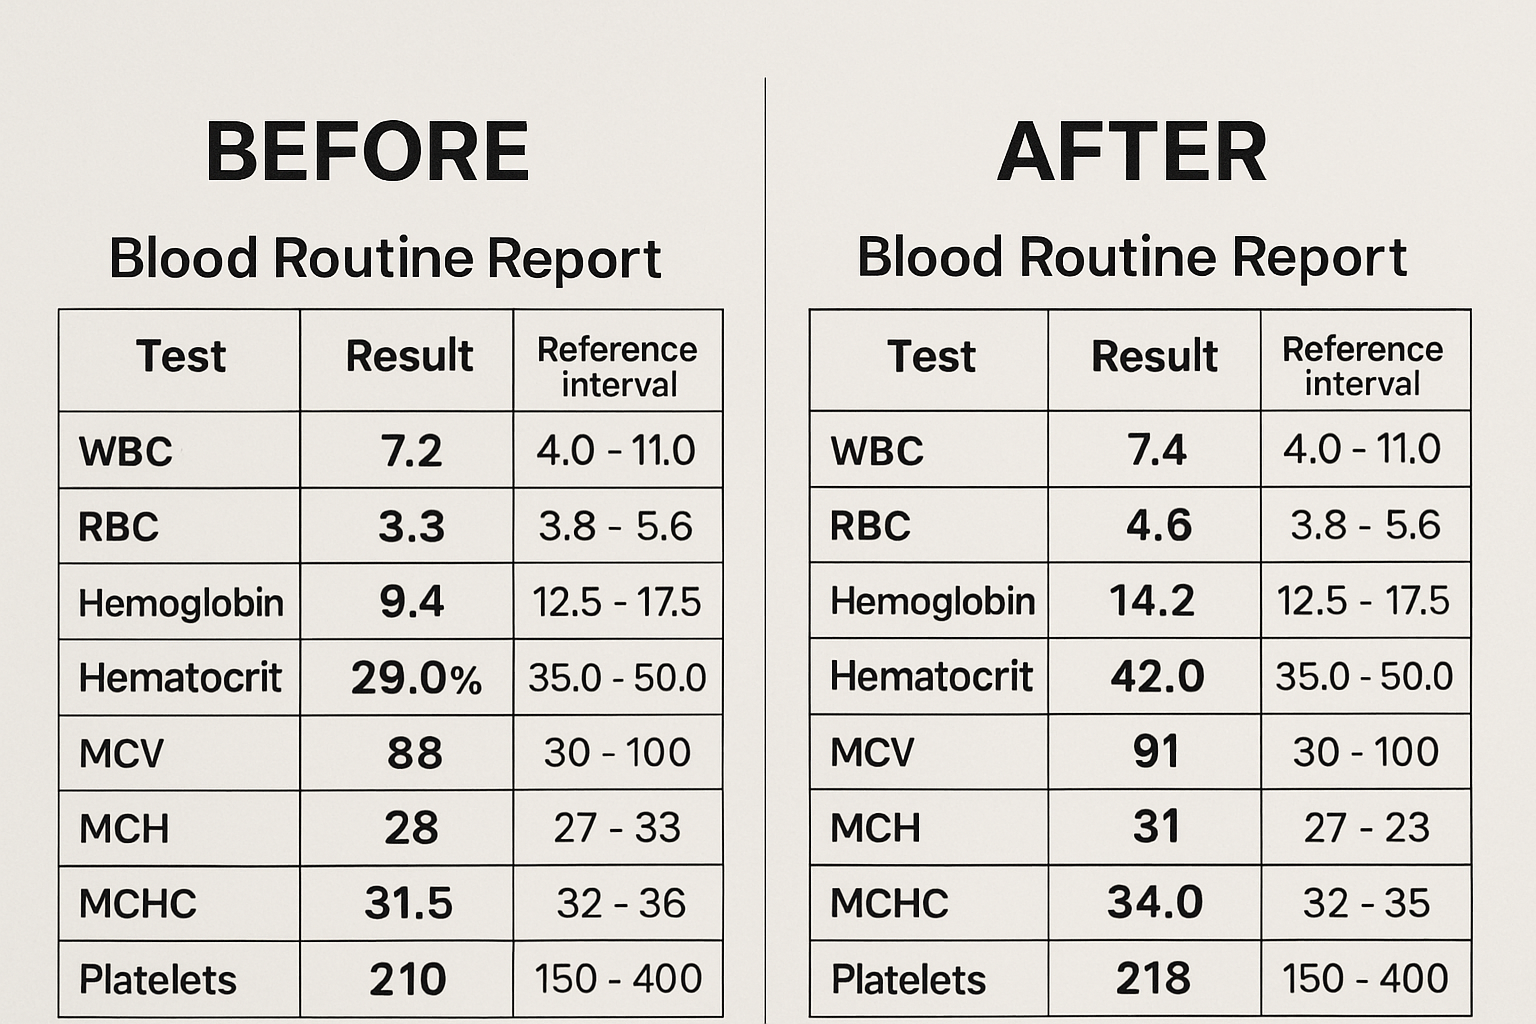 BEFORE
Blood Routine Report
Test Result Reference interval
WBC 7.2 4.0 - 11.0
RBC 3.3 3.8 - 5.6
Hemoglobin 9.4 12.5 - 17.5
Hematocrit 29.0% 35.0 - 50.0
MCV 88 30 - 100
MCH 28 27 - 33
MCHC 31.5 32 - 36
Platelets 210 150 - 400
AFTER
Blood Routine Report
Test Result Reference interval
WBC 7.4 4.0 - 11.0
RBC 4.6 3.8 - 5.6
Hemoglobin 14.2 12.5 - 17.5
Hematocrit 42.0 35.0 - 50.0
MCV 91 30 - 100
MCH 31 27 - 23
MCHC 34.0 32 - 35
Platelets 218 150 - 400